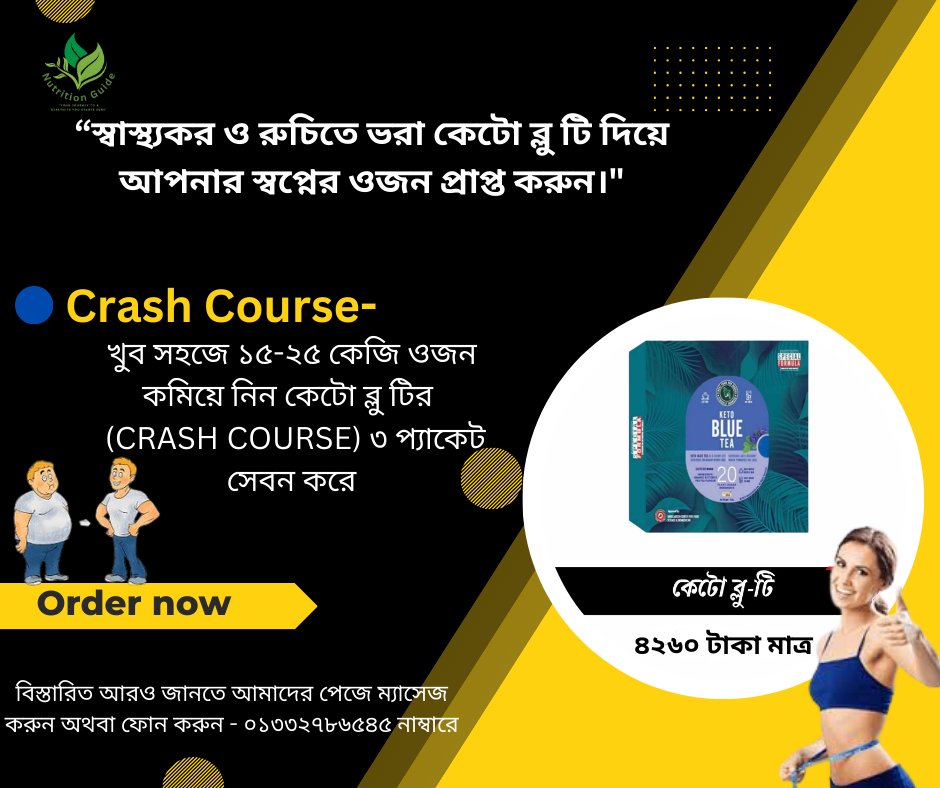 Nutrition Guide
“স্বাস্থ্যকর ও রুচিতে ভরা কেটো ব্লু টি দিয়ে
আপনার স্বপ্নের ওজন প্রাপ্ত করুন।"
Crash Course-
খুব সহজে ১৫-২৫ কেজি ওজন
কমিয়ে নিন কেটো ব্লু টির
(CRASH COURSE) ৩ প্যাকেট
সেবন করে
SPECIAL
FORMULA
KETO
BLUE
TEA
20
Order now
কেটো ব্লু-টি
৪২৬০ টাকা মাত্র
বিস্তারিত আরও জানতে আমাদের পেজে ম্যাসেজ
করুন অথবা ফোন করুন - ০১৩৩২৭৮৬৫৪৫ নাম্বারে